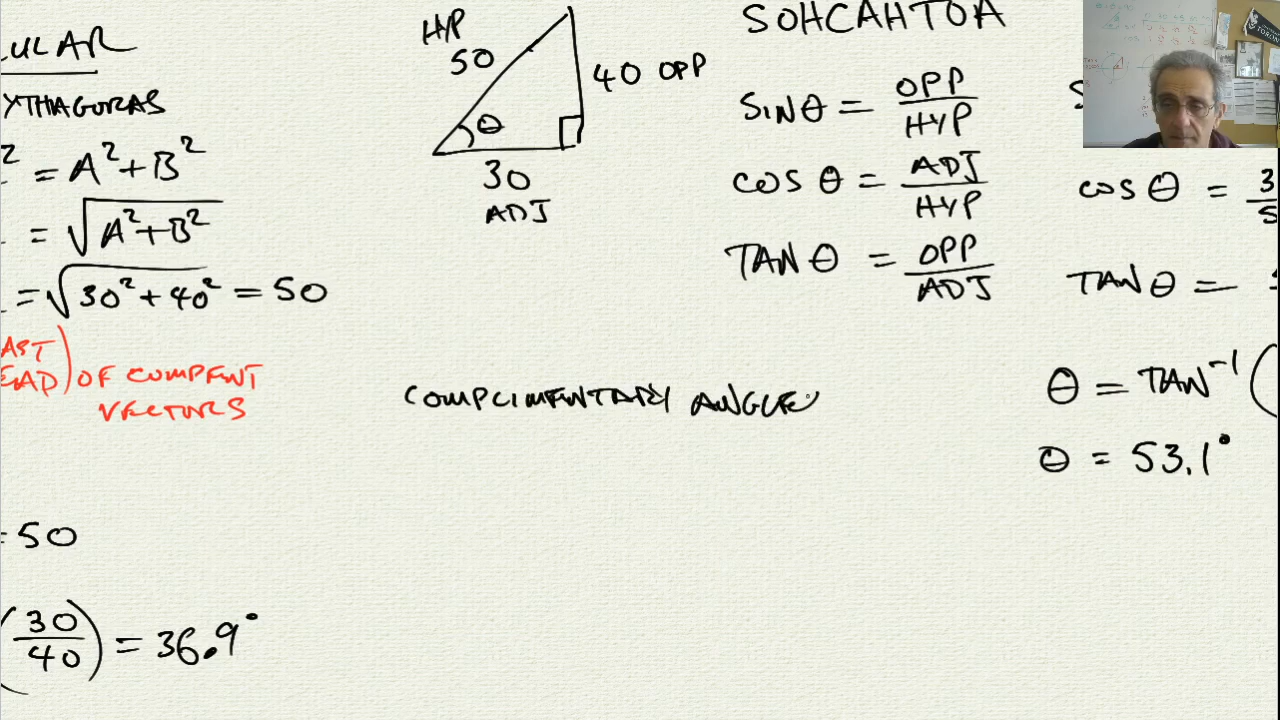 CULAR
YTHAGORAS
² = A² + B²
= √A² + B²
= √30² + 40² = 50
AST
EAD) OF COMPENT
VECTORS
= 50
(30/40) = 36.9°
HYP
50
40 OPP
θ
30
ADJ
COMPLIMENTARY ANGLE
SOHCAHTOA
SIN θ = OPP/HYP
COS θ = ADJ/HYP
TAN θ = OPP/ADJ
COS θ = 3
TAN θ =
θ = TAN⁻¹ (
θ = 53.1°